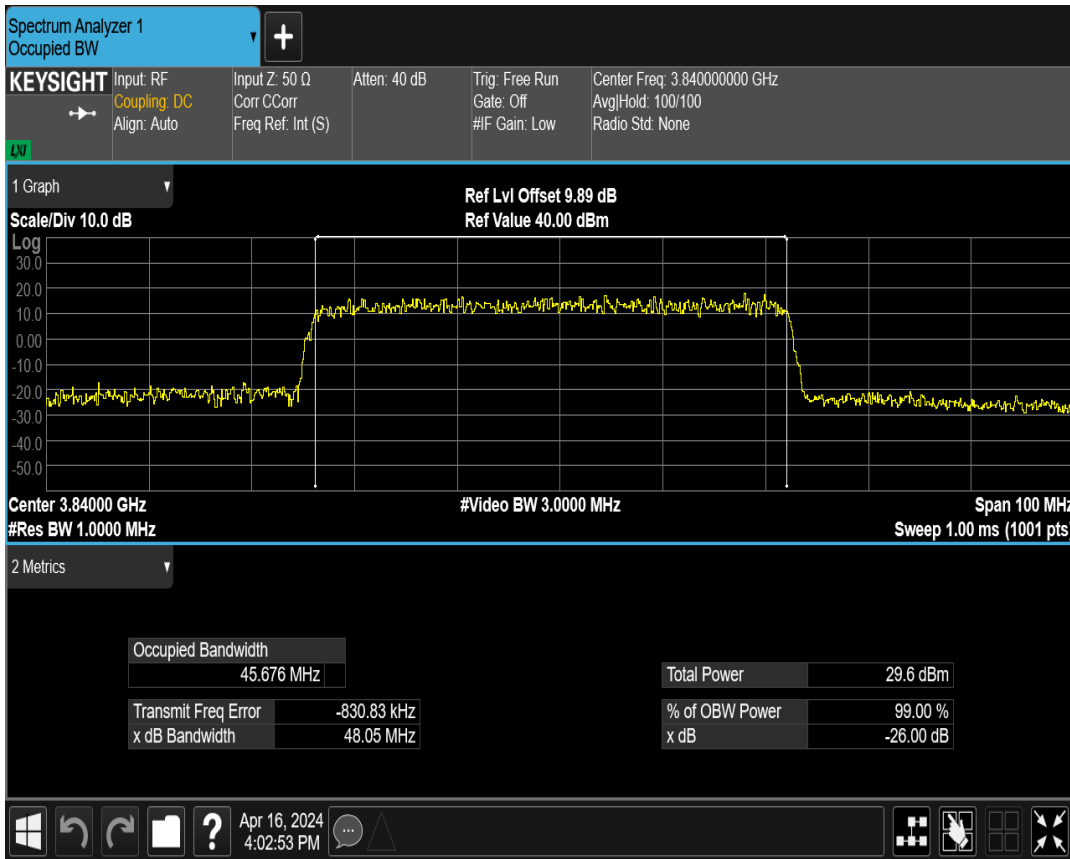 Spectrum Analyzer 1
Occupied BW
KEYSIGHT
LXI
Input: RF
Coupling: DC
Align: Auto
Input Z: 50 Ω
Corr CCorr
Freq Ref: Int (S)
Atten: 40 dB
Trig: Free Run
Gate: Off
#IF Gain: Low
Center Freq: 3.840000000 GHz
Avg|Hold: 100/100
Radio Std: None
1 Graph
Ref Lvl Offset 9.89 dB
Scale/Div 10.0 dB
Ref Value 40.00 dBm
Log
30.0
20.0
10.0
0.00
-10.0
-20.0
-30.0
-40.0
-50.0
Center 3.84000 GHz
#Video BW 3.0000 MHz
Span 100 MHz
#Res BW 1.0000 MHz
Sweep 1.00 ms (1001 pts)
2 Metrics
Occupied Bandwidth
45.676 MHz
Total Power 29.6 dBm
Transmit Freq Error -830.83 kHz
% of OBW Power 99.00 %
x dB Bandwidth 48.05 MHz
x dB -26.00 dB
?
Apr 16, 2024
4:02:53 PM